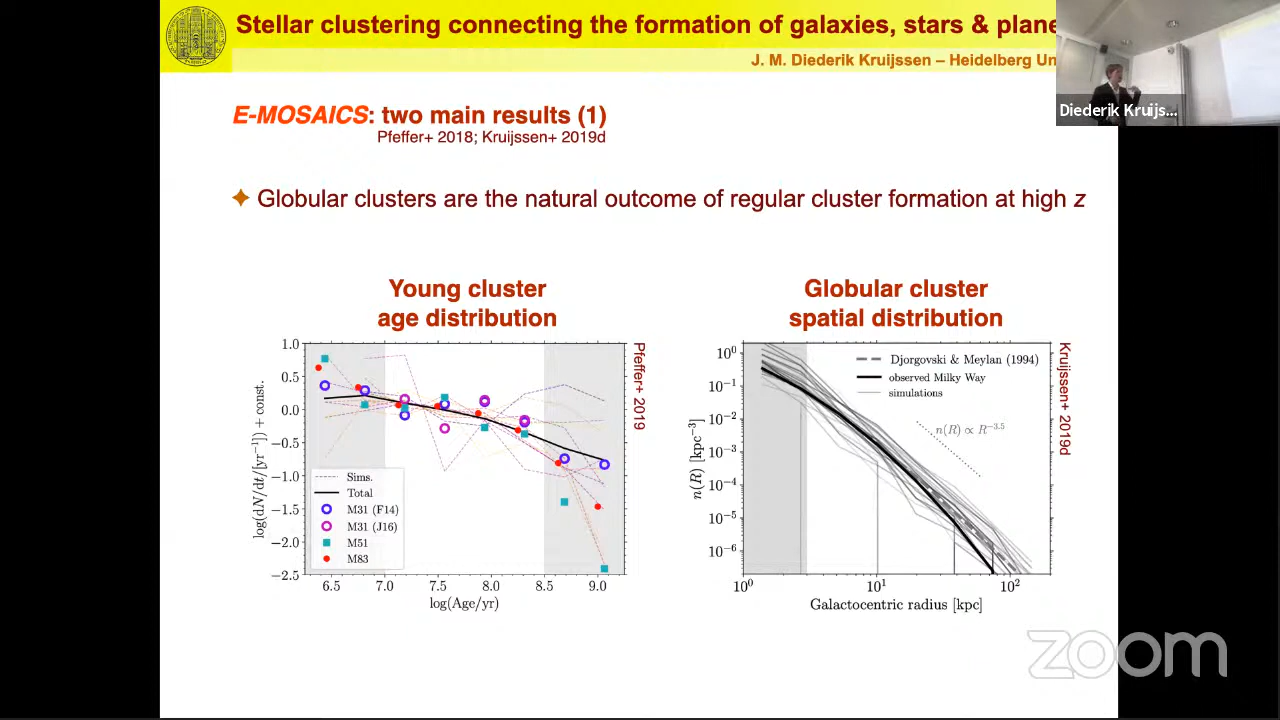 Stellar clustering connecting the formation of galaxies, stars & plane
J. M. Diederik Kruijssen – Heidelberg Un
Diederik Kruijs...
E-MOSAICS: two main results (1)
Pfeffer+ 2018; Kruijssen+ 2019d
✦ Globular clusters are the natural outcome of regular cluster formation at high z
Young cluster
age distribution
1.0
0.5
0.0
−0.5
−1.0
−1.5
−2.0
−2.5
log(dN/dt/[yr⁻¹]) + const.
Sims.
Total
M31 (F14)
M31 (J16)
M51
M83
6.5 7.0 7.5 8.0 8.5 9.0
log(Age/yr)
Pfeffer+ 2019
Globular cluster
spatial distribution
10⁰
10⁻¹
10⁻²
10⁻³
10⁻⁴
10⁻⁵
10⁻⁶
n(R) [kpc⁻³]
Djorgovski & Meylan (1994)
observed Milky Way
simulations
n(R) ∝ R⁻³·⁵
10⁰ 10¹ 10²
Galactocentric radius [kpc]
Kruijssen+ 2019d
zoom